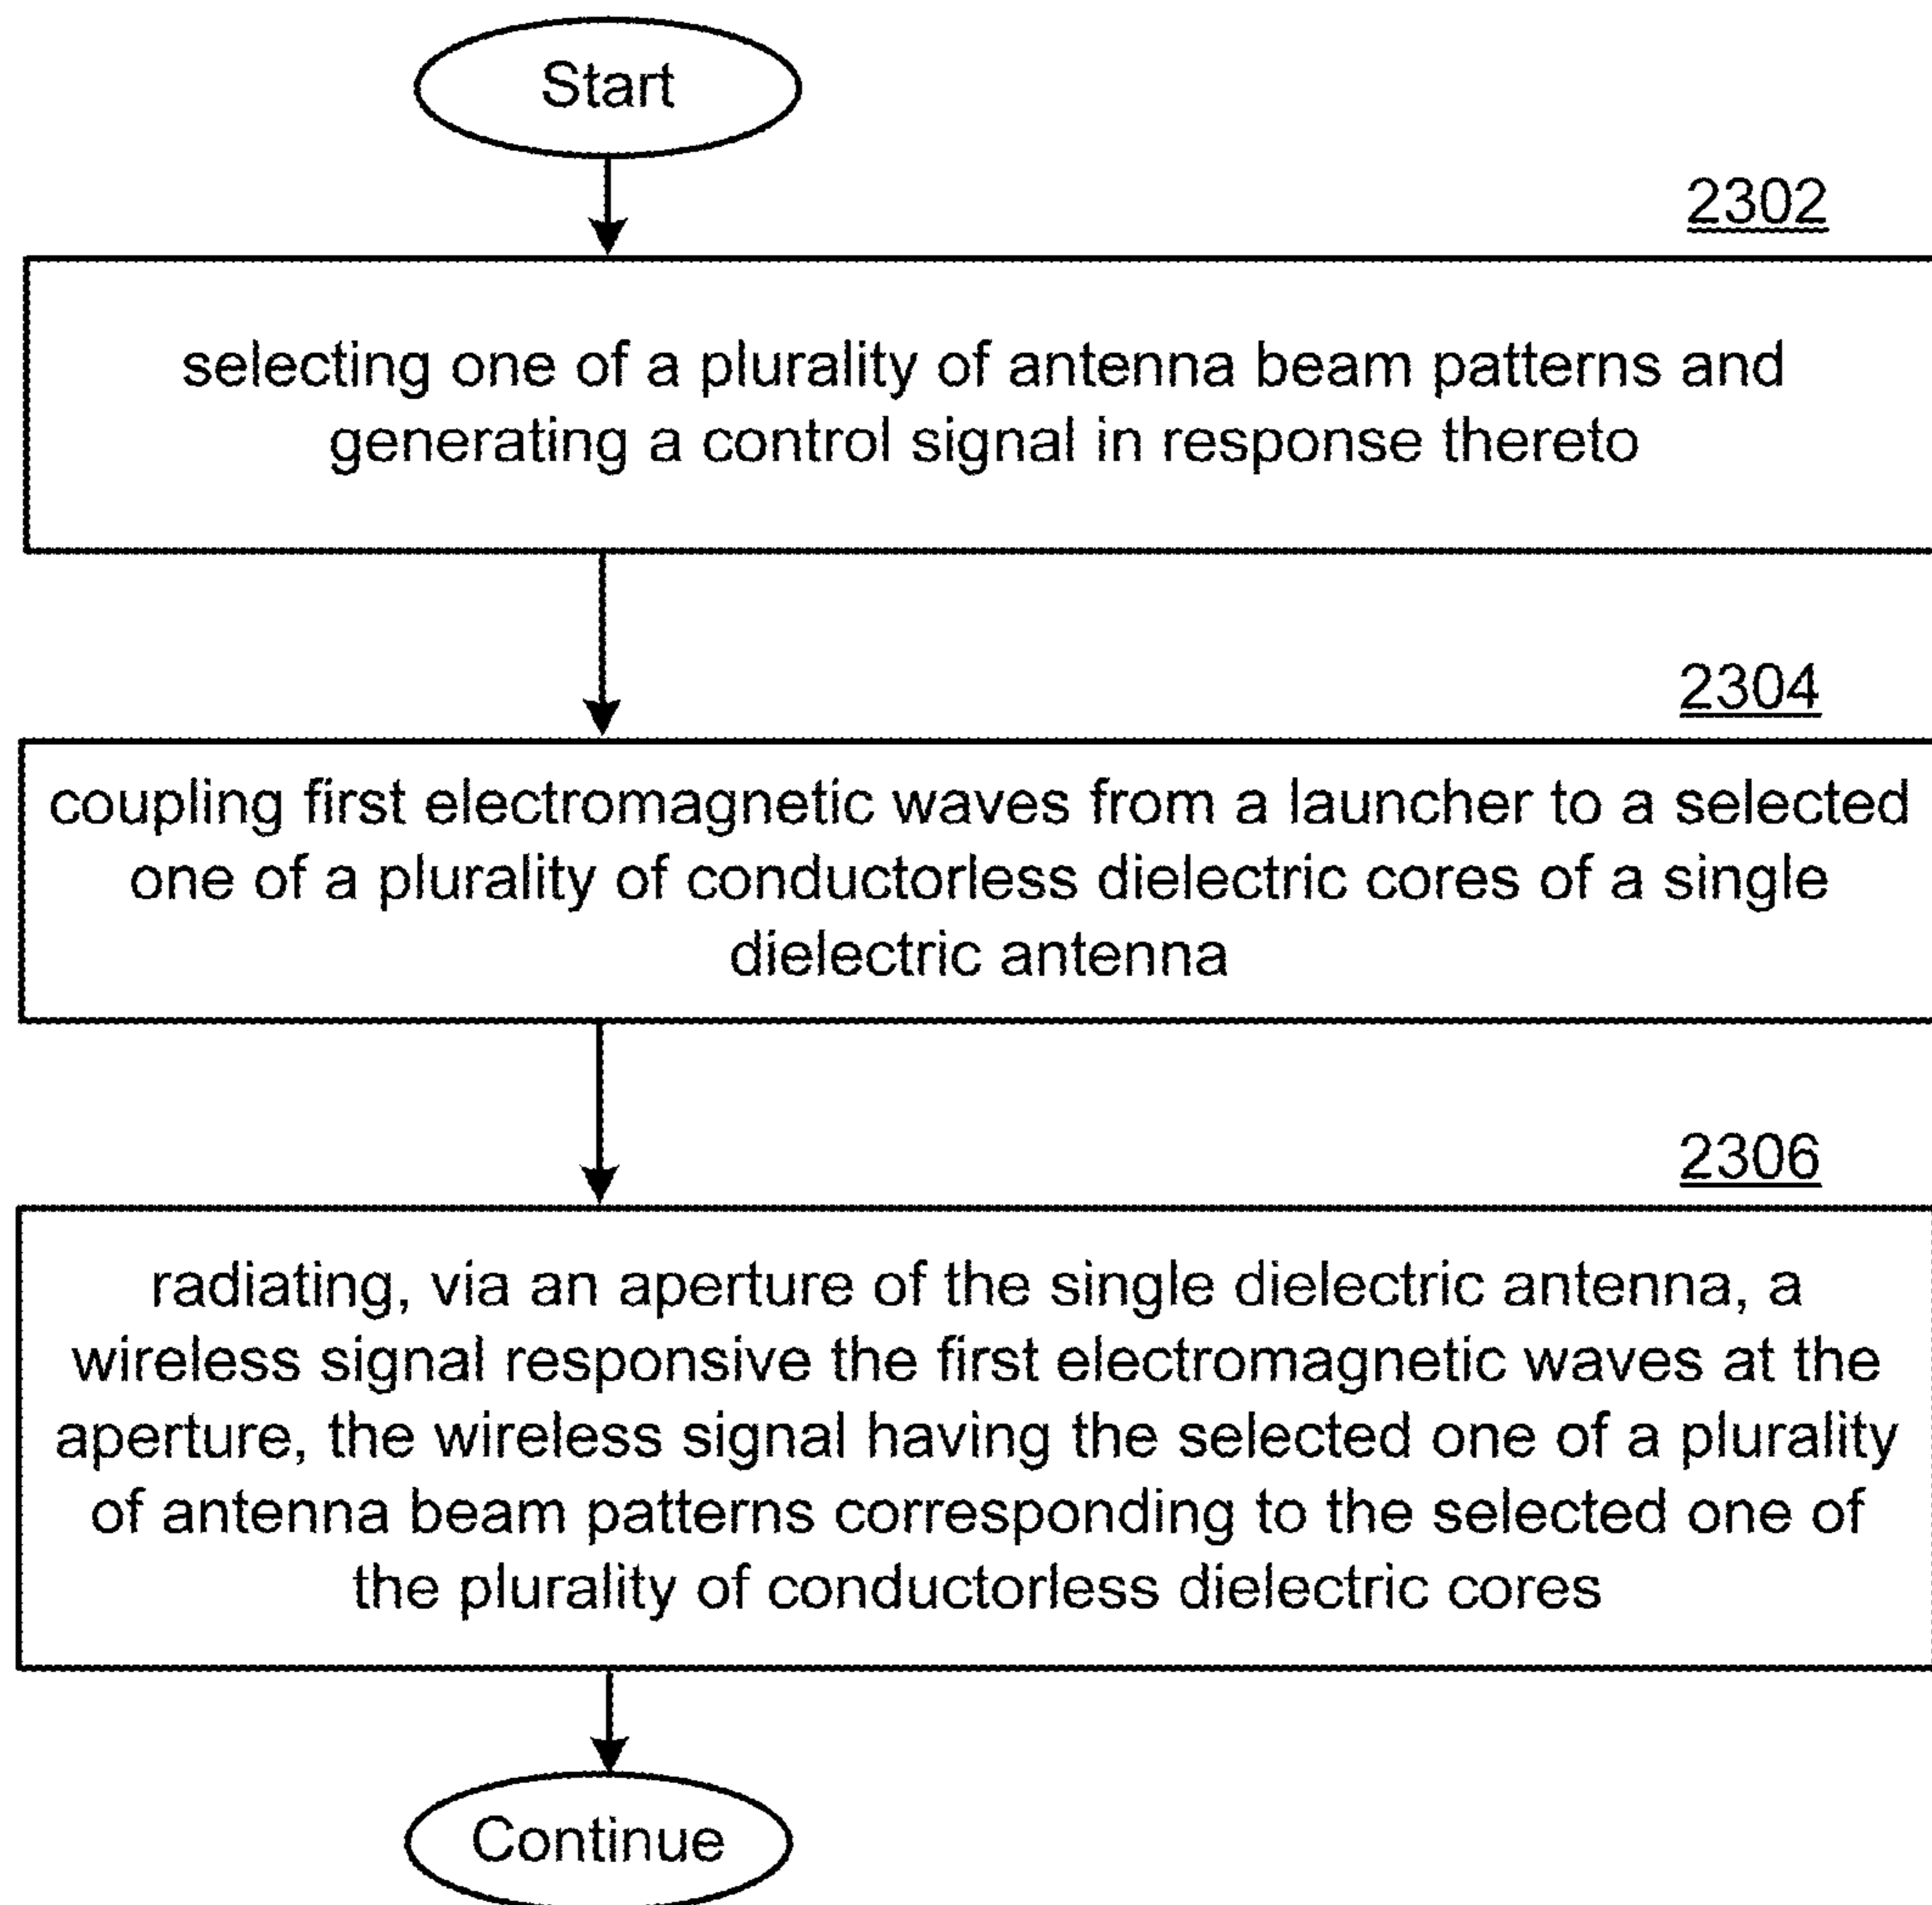 Start
2302
selecting one of a plurality of antenna beam patterns and
generating a control signal in response thereto
2304
coupling first electromagnetic waves from a launcher to a selected
one of a plurality of conductorless dielectric cores of a single
dielectric antenna
2306
radiating, via an aperture of the single dielectric antenna, a
wireless signal responsive the first electromagnetic waves at the
aperture, the wireless signal having the selected one of a plurality
of antenna beam patterns corresponding to the selected one of
the plurality of conductorless dielectric cores
Continue